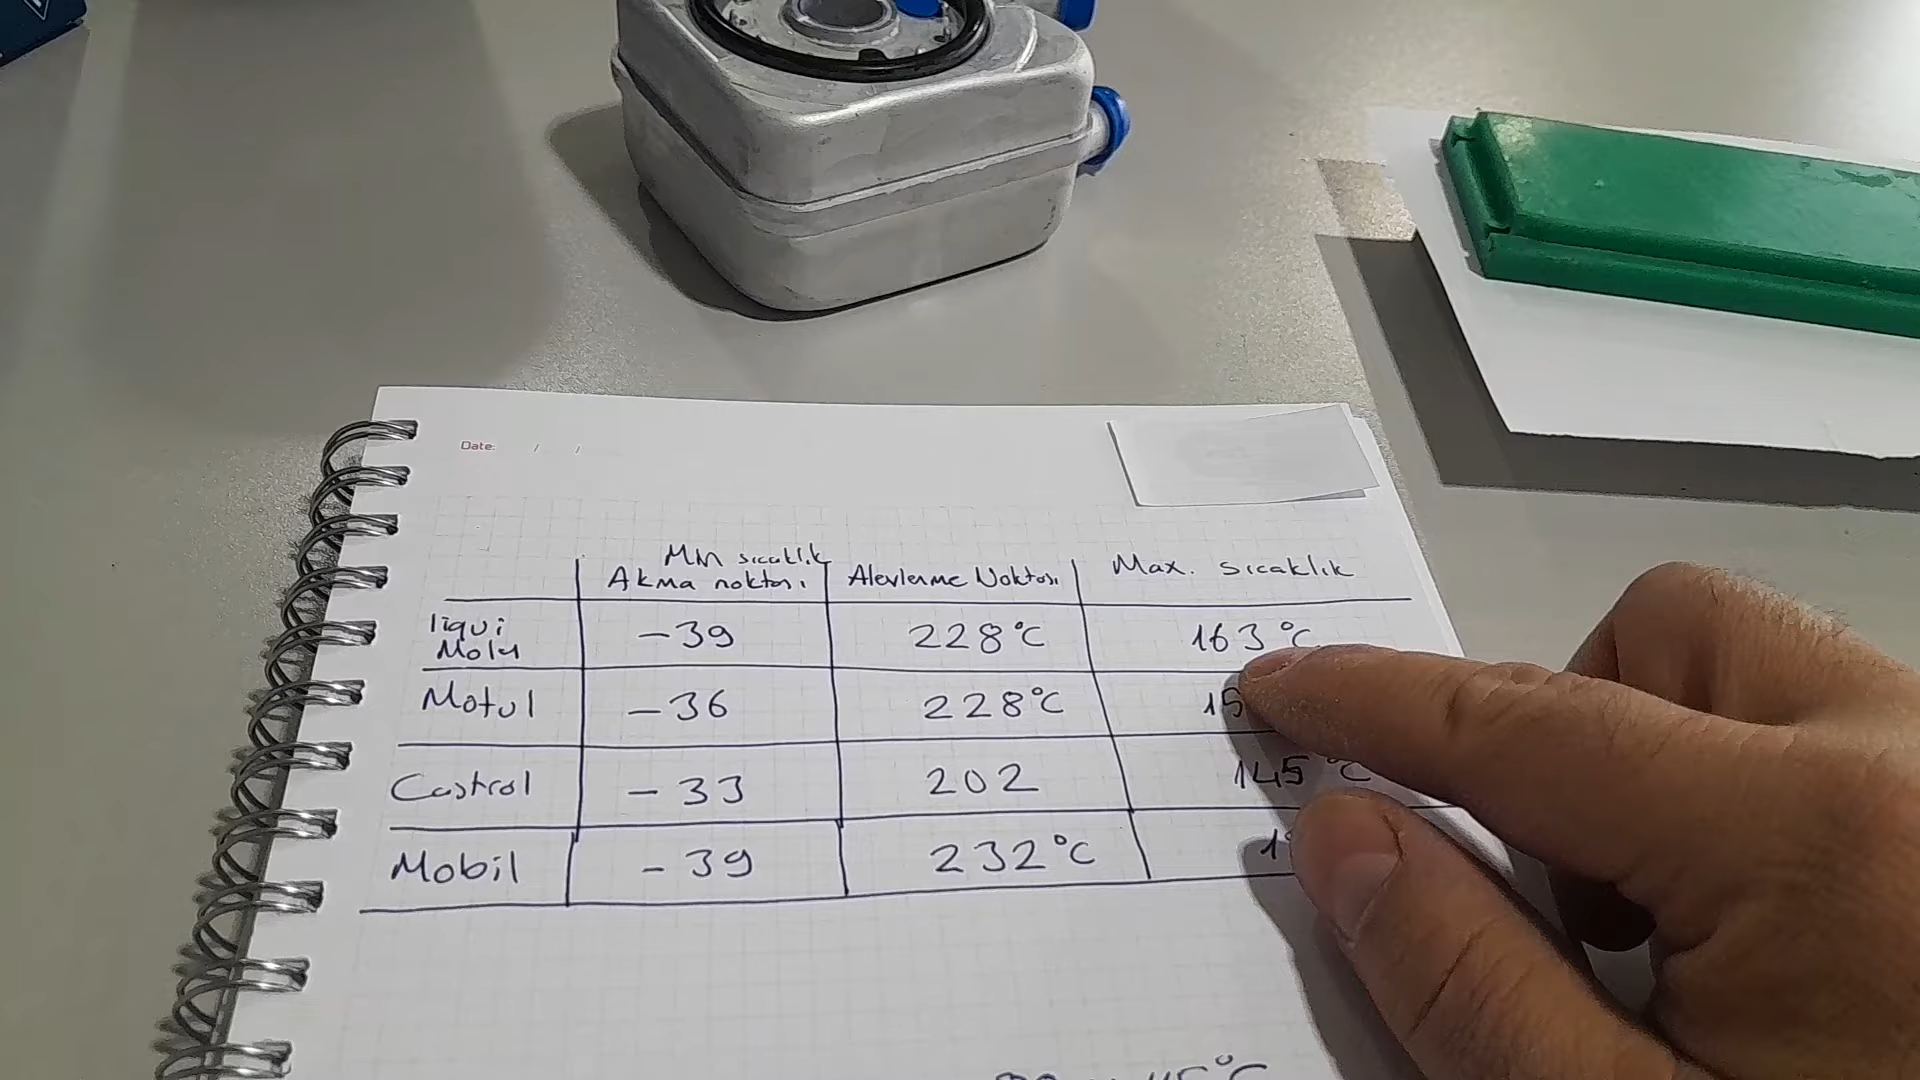 Date: / /
Min sıcaklık
Akma noktası Alevlenme Noktası Max. sıcaklık
liqui
Moly -39 228°C 163°C
Motul -36 228°C
Castrol -33 202 145°C
Mobil -39 232°C